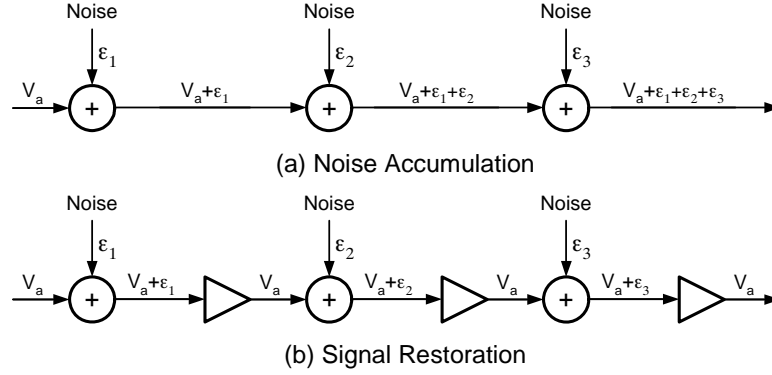 Noise Noise Noise
ε1 ε2 ε3
Va + Va+ε1 + Va+ε1+ε2 + Va+ε1+ε2+ε3
(a) Noise Accumulation
Noise Noise Noise
ε1 ε2 ε3
Va + Va+ε1 Va + Va+ε2 Va + Va+ε3 Va
(b) Signal Restoration